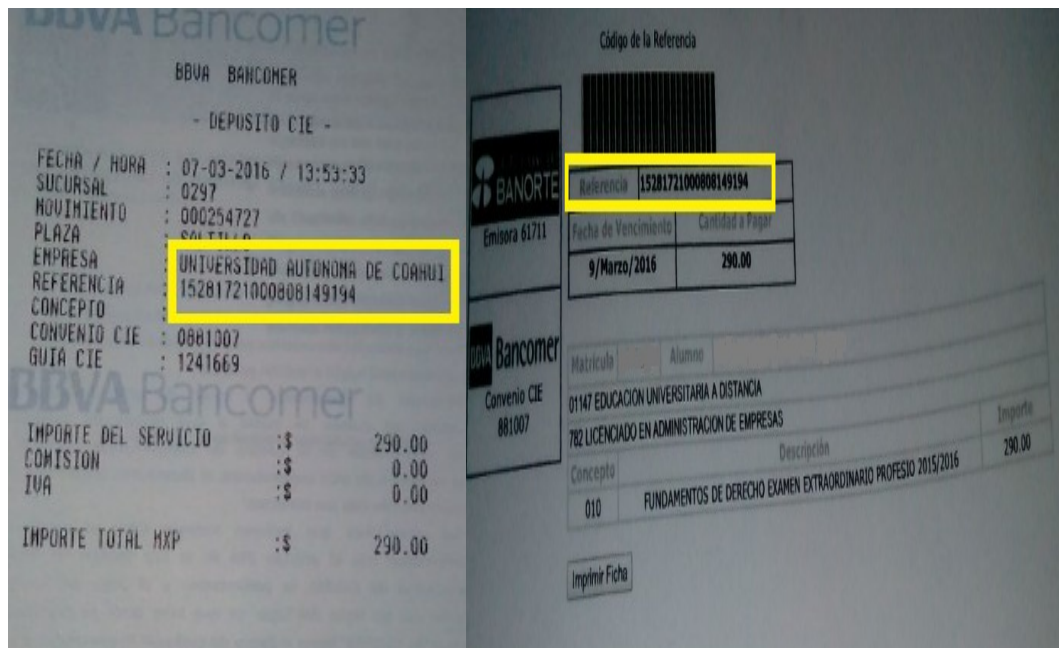 BBVA Bancomer
BBVA BANCOMER
- DEPOSITO CIE -
FECHA / HORA : 07-03-2016 / 13:53:33
SUCURSAL : 0297
MOVIMIENTO : 000254727
PLAZA : SALTILLO
EMPRESA : UNIVERSIDAD AUTONOMA DE COAHUI
REFERENCIA : 15281721000808149194
CONCEPTO :
CONVENIO CIE : 0881007
GUIA CIE : 1241669
BBVA Bancomer
IMPORTE DEL SERVICIO :$ 290.00
COMISION :$ 0.00
IVA :$ 0.00
IMPORTE TOTAL MXP :$ 290.00
Código de la Referencia
BANORTE
Emisora 61711
Referencia 15281721000808149194
Fecha de Vencimiento Cantidad a Pagar
9/Marzo/2016 290.00
BBVA Bancomer
Convenio CIE
881007
Matricula Alumno
01147 EDUCACION UNIVERSITARIA A DISTANCIA
782 LICENCIADO EN ADMINISTRACION DE EMPRESAS
Concepto Descripción Importe
010 FUNDAMENTOS DE DERECHO EXAMEN EXTRAORDINARIO PROFESIO 2015/2016 290.00
Imprimir Ficha